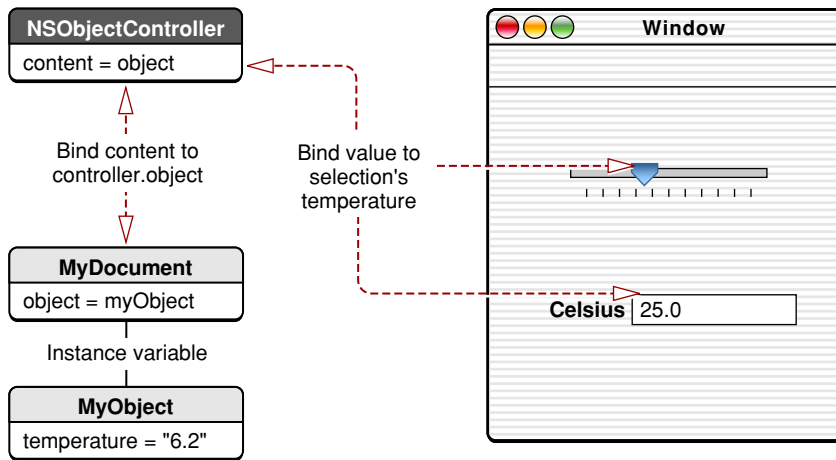 NSObjectController
content = object
Bind content to
controller.object
MyDocument
object = myObject
Instance variable
MyObject
temperature = "6.2"
Bind value to
selection's
temperature
Window
Celsius 25.0